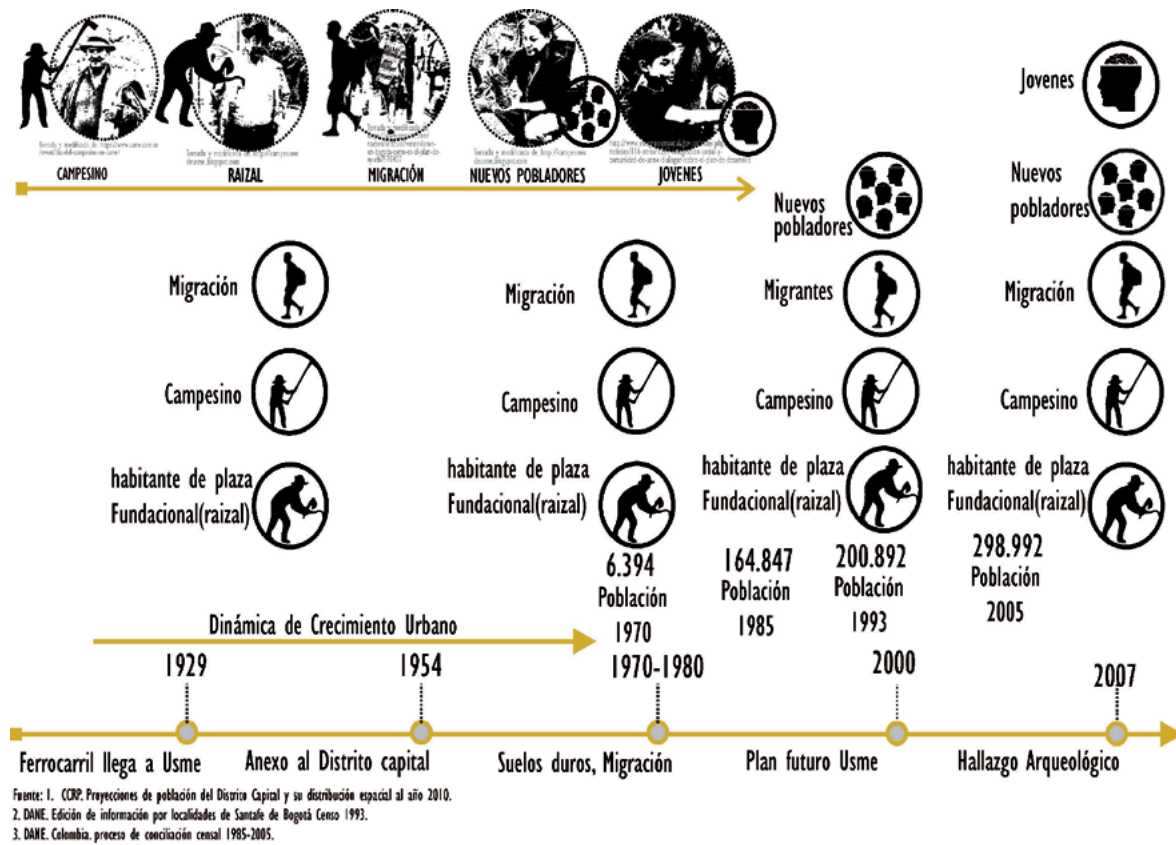 Tomada y modificada de
Tomada y modificada de
CAMPESINO
RAIZAL
MIGRACIÓN
NUEVOS POBLADORES
JOVENES
Jovenes
Nuevos
pobladores
Nuevos
pobladores
Migración
Migración
Migrantes
Migración
Campesino
Campesino
Campesino
Campesino
habitante de plaza
Fundacional(raizal)
habitante de plaza
Fundacional(raizal)
habitante de plaza
Fundacional(raizal)
habitante de plaza
Fundacional(raizal)
6.394
Población
1970
164.847
Población
1985
200.892
Población
1993
298.992
Población
2005
Dinámica de Crecimiento Urbano
1929
1954
1970-1980
2000
2007
Ferrocarril llega a Usme
Anexo al Distrito capital
Suelos duros, Migración
Plan futuro Usme
Hallazgo Arqueológico
Fuente: 1. CCRP. Proyecciones de población del Distrito Capital y su distribución espacial al año 2010.
2. DANE. Edición de información por localidades de Santafe de Bogotá Censo 1993.
3. DANE. Colombia. proceso de conciliación censal 1985-2005.